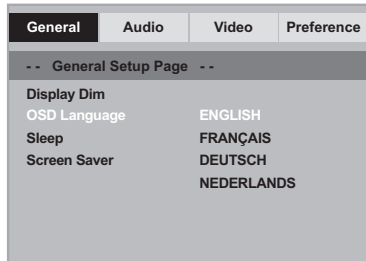 General Audio Video Preference
- - General Setup Page - -
Display Dim
OSD Language ENGLISH
Sleep FRANÇAIS
Screen Saver DEUTSCH
NEDERLANDS